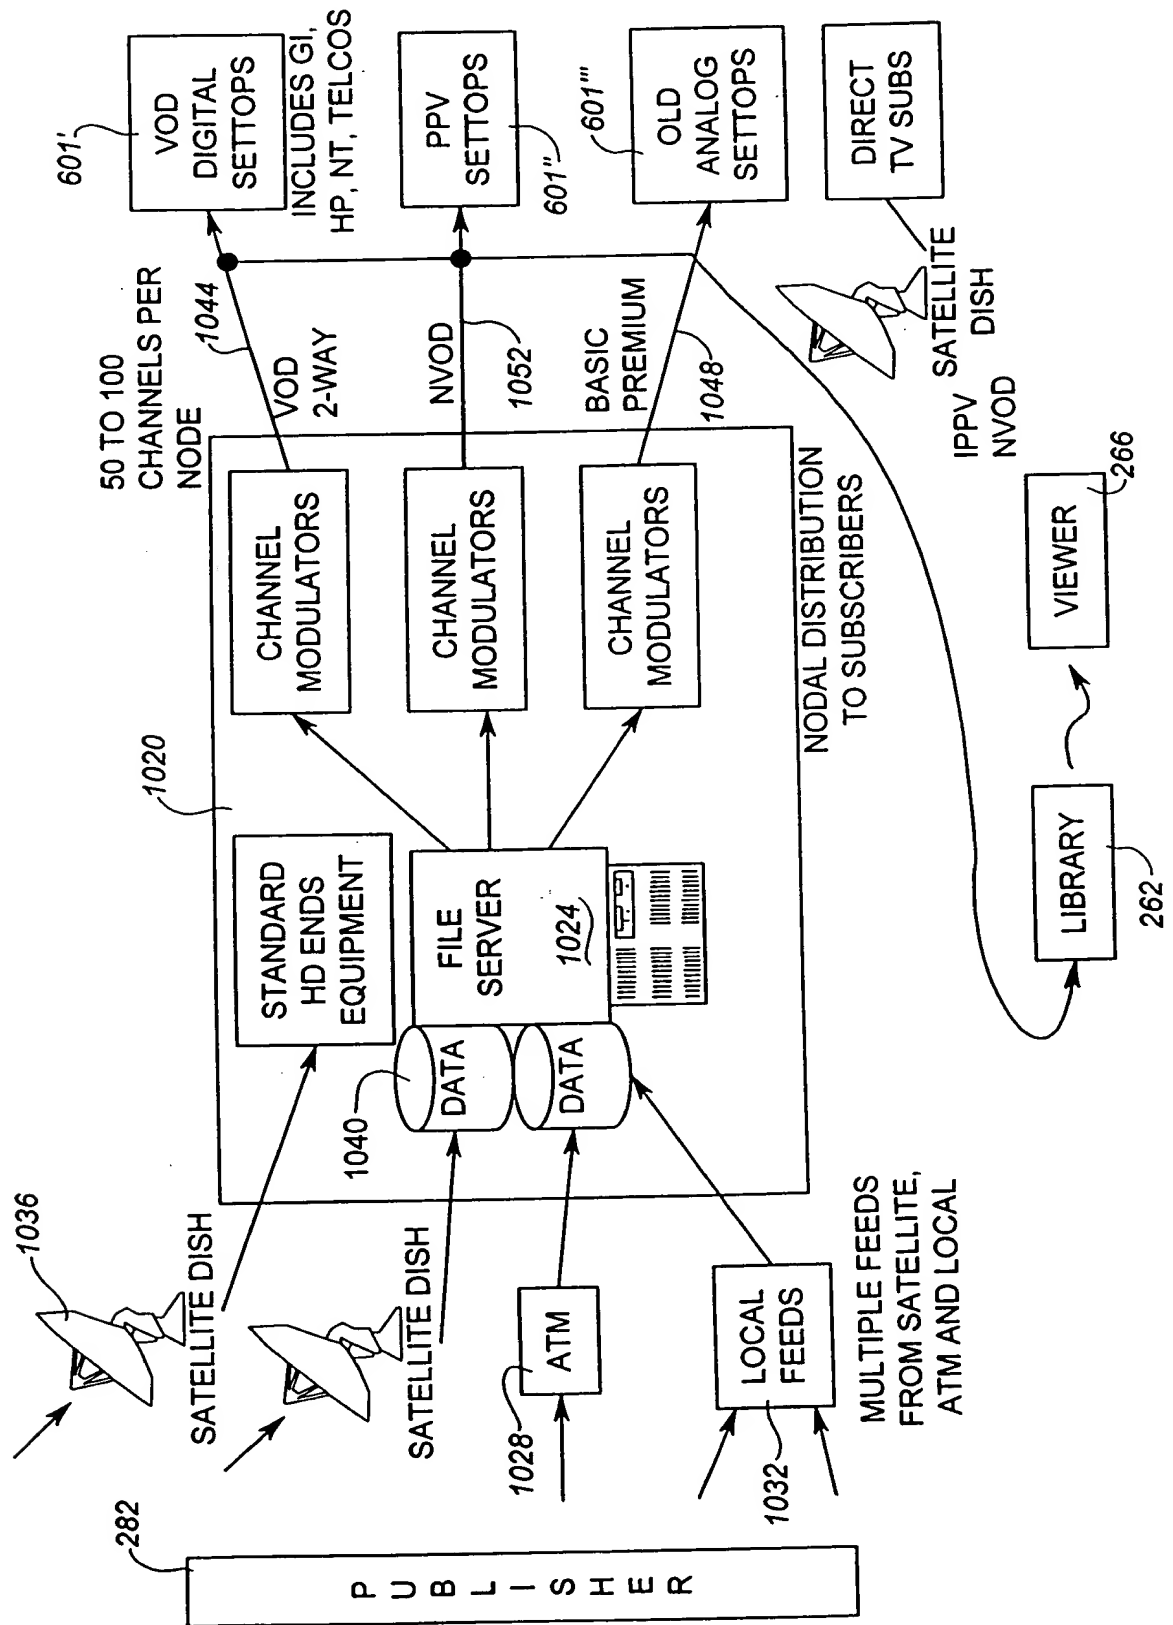 282
PUBLISHER
1036
SATELLITE DISH
SATELLITE DISH
1028
ATM
1032
LOCAL
FEEDS
MULTIPLE FEEDS
FROM SATELLITE,
ATM AND LOCAL
1020
STANDARD
HD ENDS
EQUIPMENT
1040
DATA
DATA
FILE
SERVER
1024
CHANNEL
MODULATORS
CHANNEL
MODULATORS
CHANNEL
MODULATORS
NODAL DISTRIBUTION
TO SUBSCRIBERS
50 TO 100
CHANNELS PER
NODE
1044
VOD
2-WAY
NVOD
1052
BASIC
PREMIUM
1048
601'
VOD
DIGITAL
SETTOPS
INCLUDES GI,
HP, NT, TELCOS
PPV
SETTOPS
601"
601'''
OLD
ANALOG
SETTOPS
DIRECT
TV SUBS
SATELLITE
DISH
IPPV
NVOD
LIBRARY
262
VIEWER
266